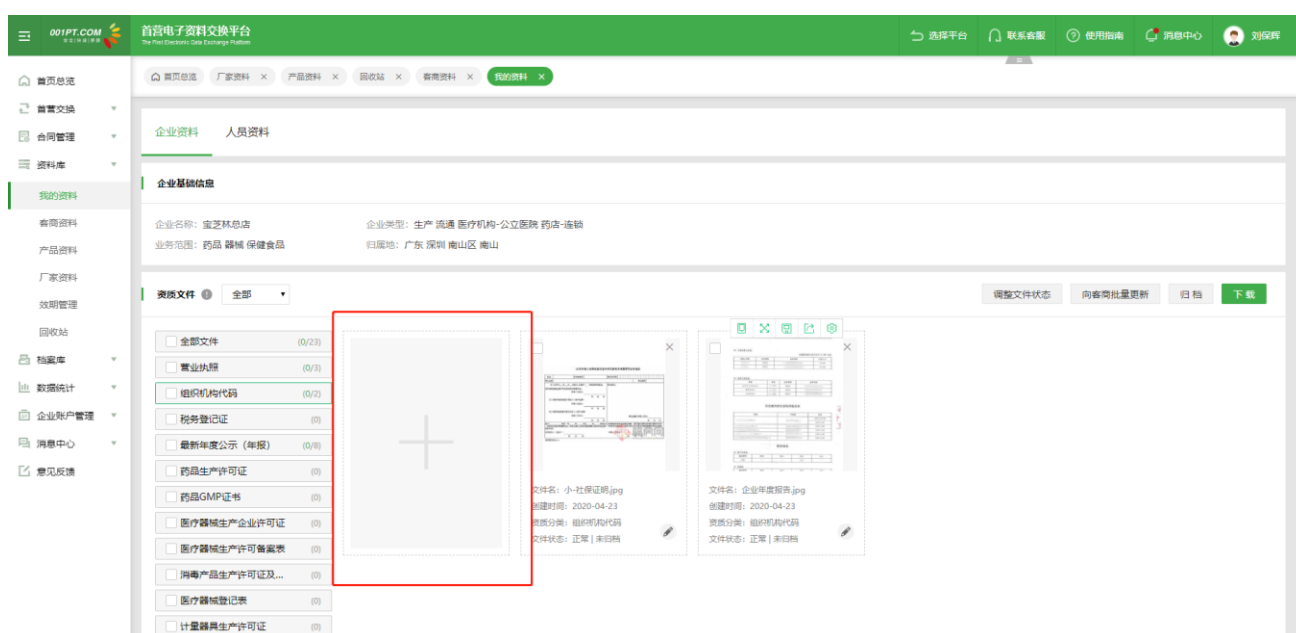 001PT.COM
首营电子资料交换平台
The First Electronic Data Exchange Platform
选择平台 联系客服 使用指南 消息中心 刘保辉
首页总览 厂家资料 × 产品资料 × 回收站 × 客商资料 × 我的资料 ×
首页总览
首营交换
合同管理
资料库
我的资料
客商资料
产品资料
厂家资料
效期管理
回收站
档案库
数据统计
企业账户管理
消息中心
意见反馈
企业资料 人员资料
企业基础信息
企业名称：宝芝林总店 企业类型：生产 流通 医疗机构-公立医院 药店-连锁
业务范围：药品 器械 保健食品 归属地：广东 深圳 南山区 南山
资质文件 全部 调整文件状态 向客商批量更新 归档 下载
全部文件 (0/23)
营业执照 (0/3)
组织机构代码 (0/2)
税务登记证 (0)
最新年度公示（年报） (0/8)
药品生产许可证 (0)
药品GMP证书 (0)
医疗器械生产企业许可证 (0)
医疗器械生产许可备案表 (0)
消毒产品生产许可证及... (0)
医疗器械登记表 (0)
计量器具生产许可证 (0)
文件名：小-社保证明.jpg
创建时间：2020-04-23
资质分类：组织机构代码
文件状态：正常 | 未归档
文件名：企业年度报告.jpg
创建时间：2020-04-23
资质分类：组织机构代码
文件状态：正常 | 未归档